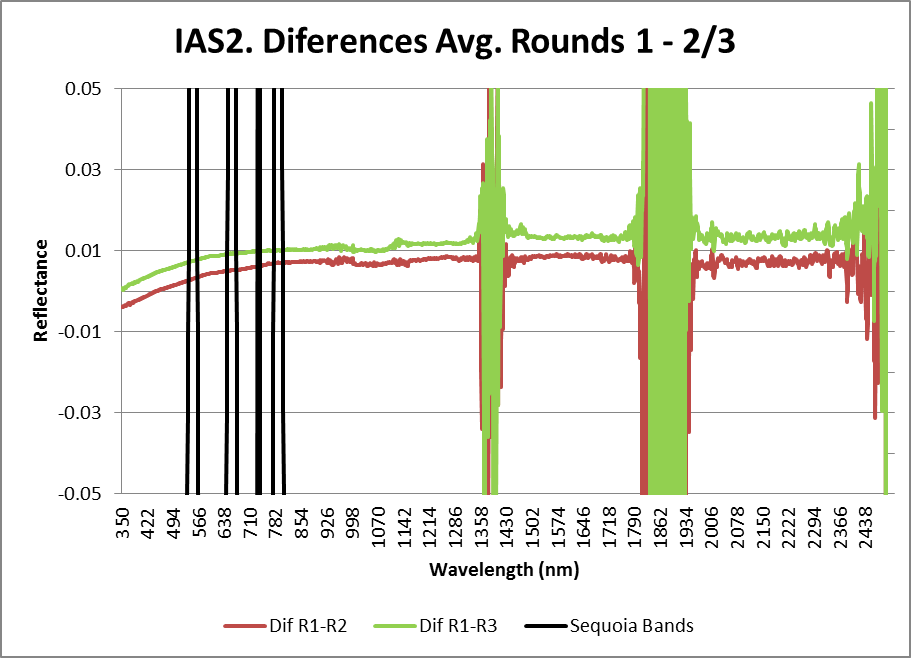 IAS2. Diferences Avg. Rounds 1 - 2/3
0.05
0.03
0.01
-0.01
-0.03
-0.05
Reflectance
350 422 494 566 638 710 782 854 926 998 1070 1142 1214 1286 1358 1430 1502 1574 1646 1718 1790 1862 1934 2006 2078 2150 2222 2294 2366 2438
Wavelength (nm)
Dif R1-R2 Dif R1-R3 Sequoia Bands